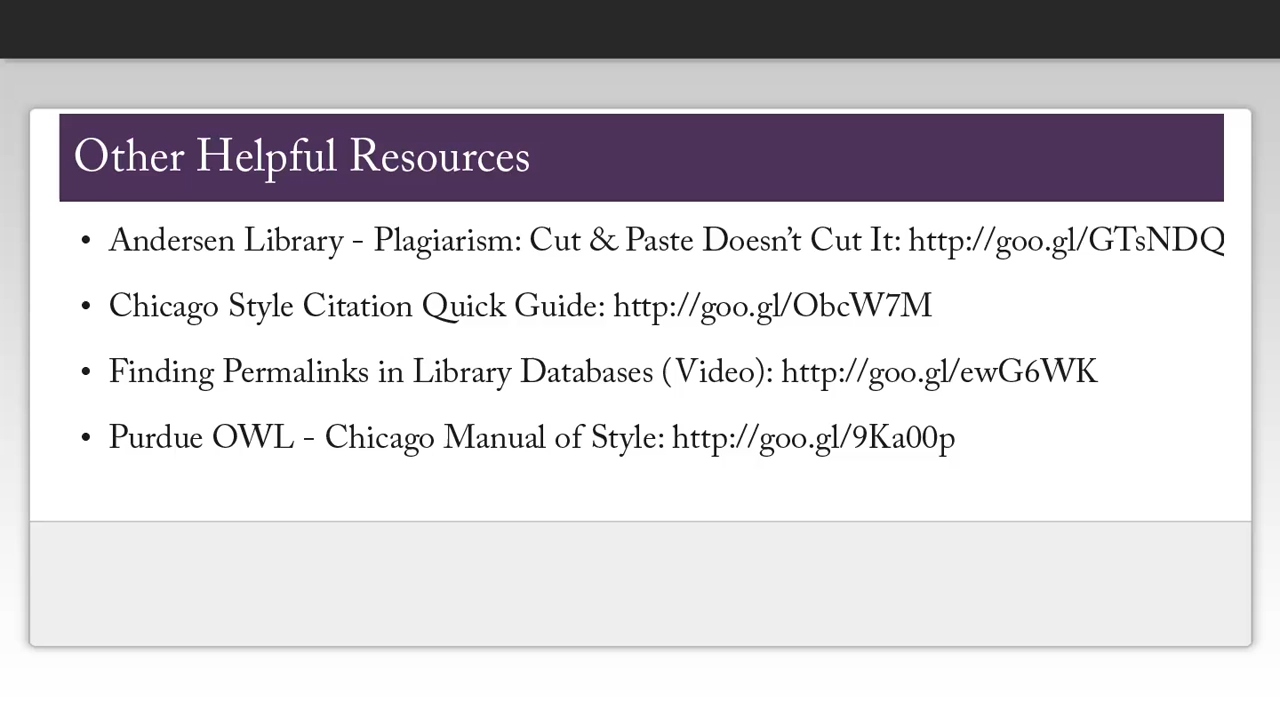 Other Helpful Resources
• Andersen Library - Plagiarism: Cut & Paste Doesn’t Cut It: http://goo.gl/GTsNDQ
• Chicago Style Citation Quick Guide: http://goo.gl/ObcW7M
• Finding Permalinks in Library Databases (Video): http://goo.gl/ewG6WK
• Purdue OWL - Chicago Manual of Style: http://goo.gl/9Ka00p